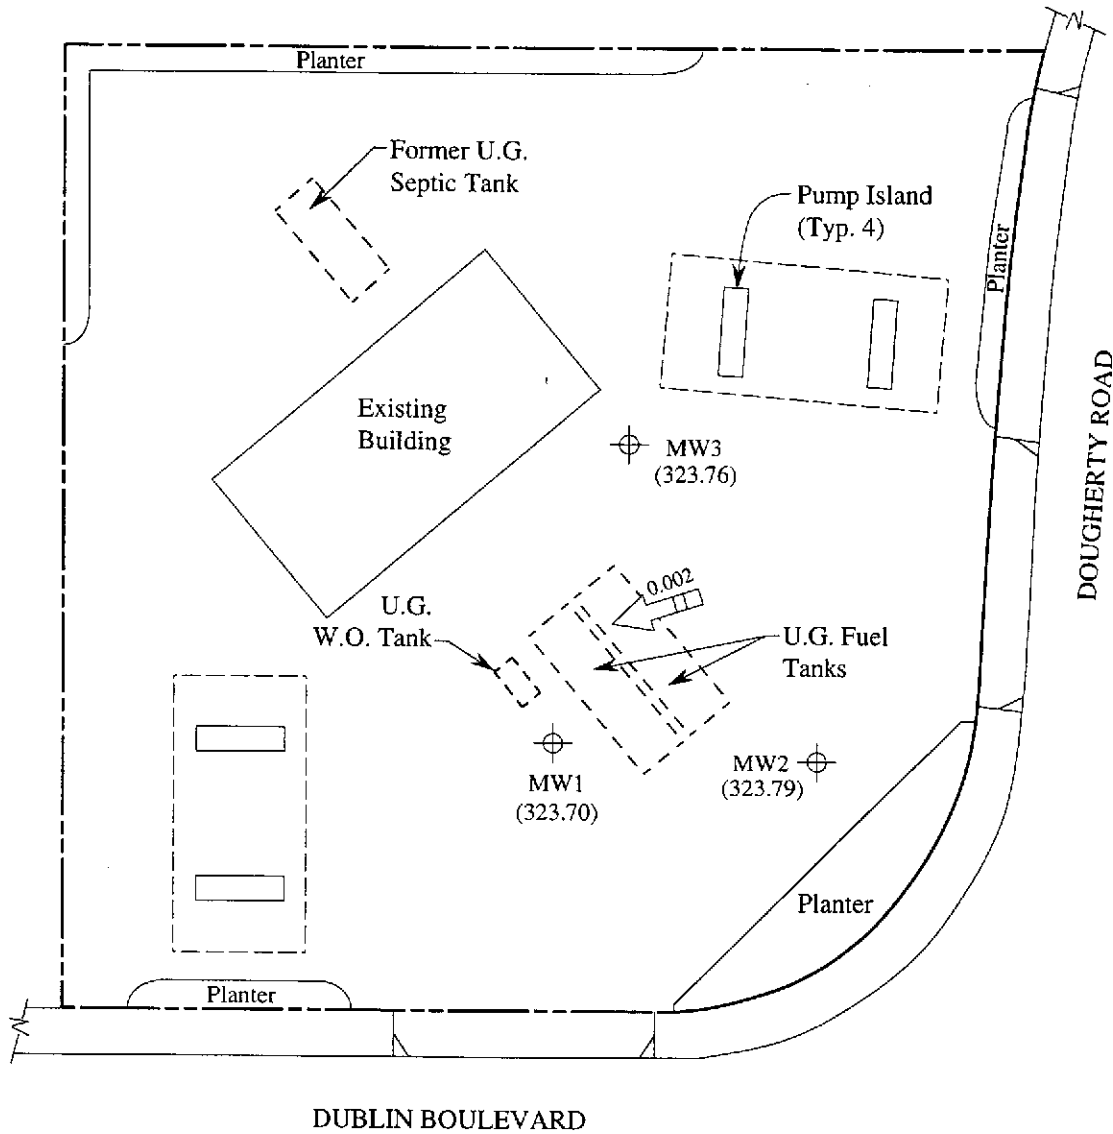 Planter
Former U.G.
Septic Tank
Pump Island
(Typ. 4)
Planter
Existing
Building
MW3
(323.76)
DOUGHERTY ROAD
0.002
U.G.
W.O. Tank
U.G. Fuel
Tanks
MW1
(323.70)
MW2
(323.79)
Planter
Planter
DUBLIN BOULEVARD